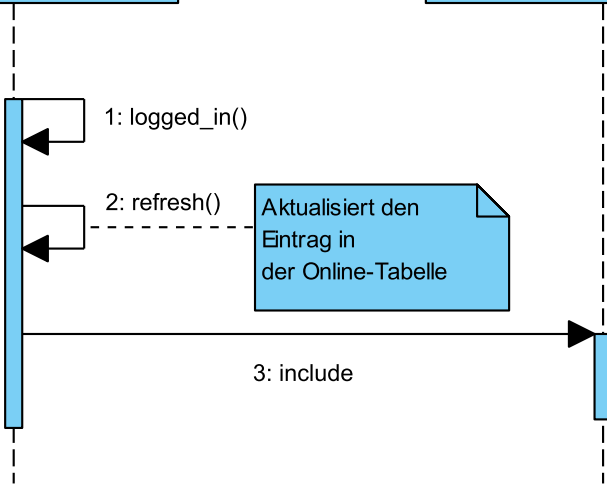 1: logged_in()
2: refresh()
Aktualisiert den
Eintrag in
der Online-Tabelle
3: include